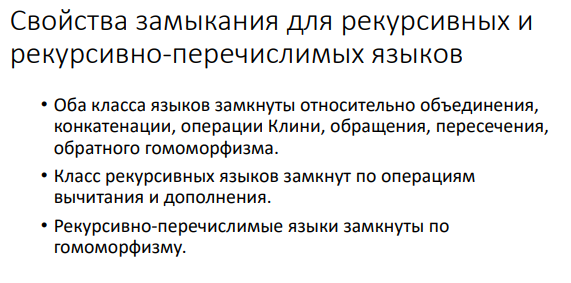 Свойства замыкания для рекурсивных и
рекурсивно-перечислимых языков
• Оба класса языков замкнуты относительно объединения,
конкатенации, операции Клини, обращения, пересечения,
обратного гомоморфизма.
• Класс рекурсивных языков замкнут по операциям
вычитания и дополнения.
• Рекурсивно-перечислимые языки замкнуты по
гомоморфизму.